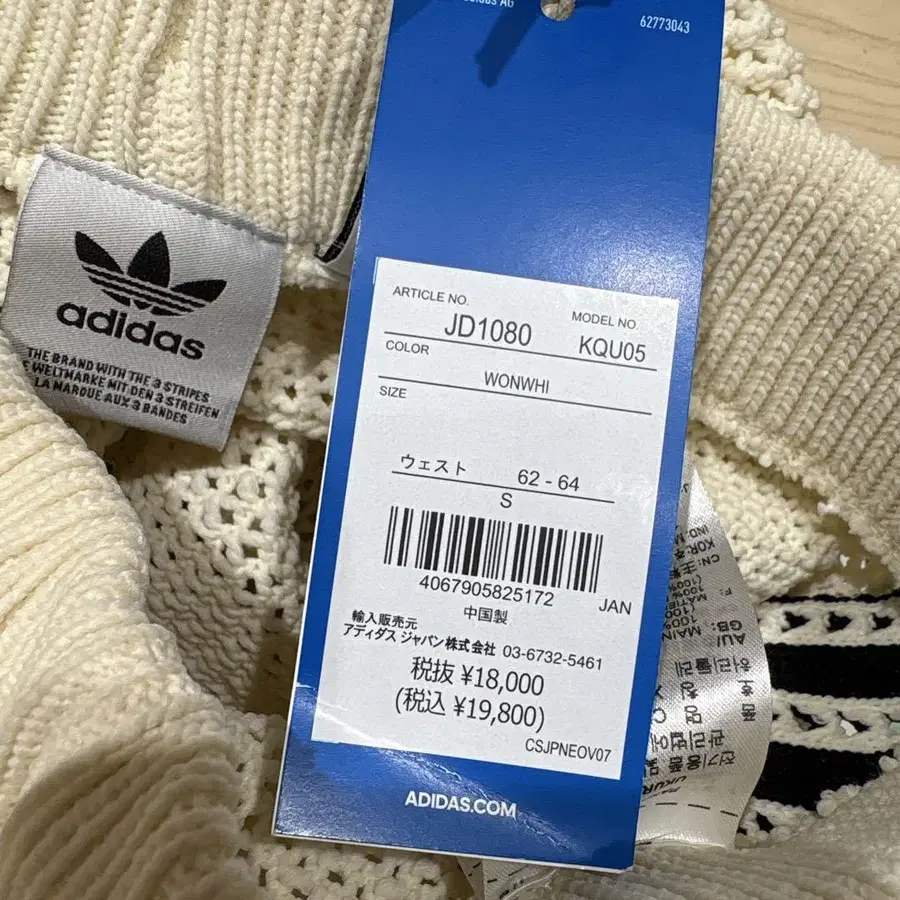 62773043
adidas
THE BRAND WITH THE 3 STRIPES
WELTMARKE MIT DEN 3 STREIFEN
LA MARQUE AUX 3 BANDES
ARTICLE NO.
MODEL NO.
JD1080
KQU05
COLOR
WONWHI
SIZE
ウェスト 62 - 64
S
4067905825172 JAN
中国製
輸入販売元
アディダス ジャパン株式会社 03-6732-5461
税抜 ¥18,000
(税込 ¥19,800)
CSJPNEOV07
ADIDAS.COM